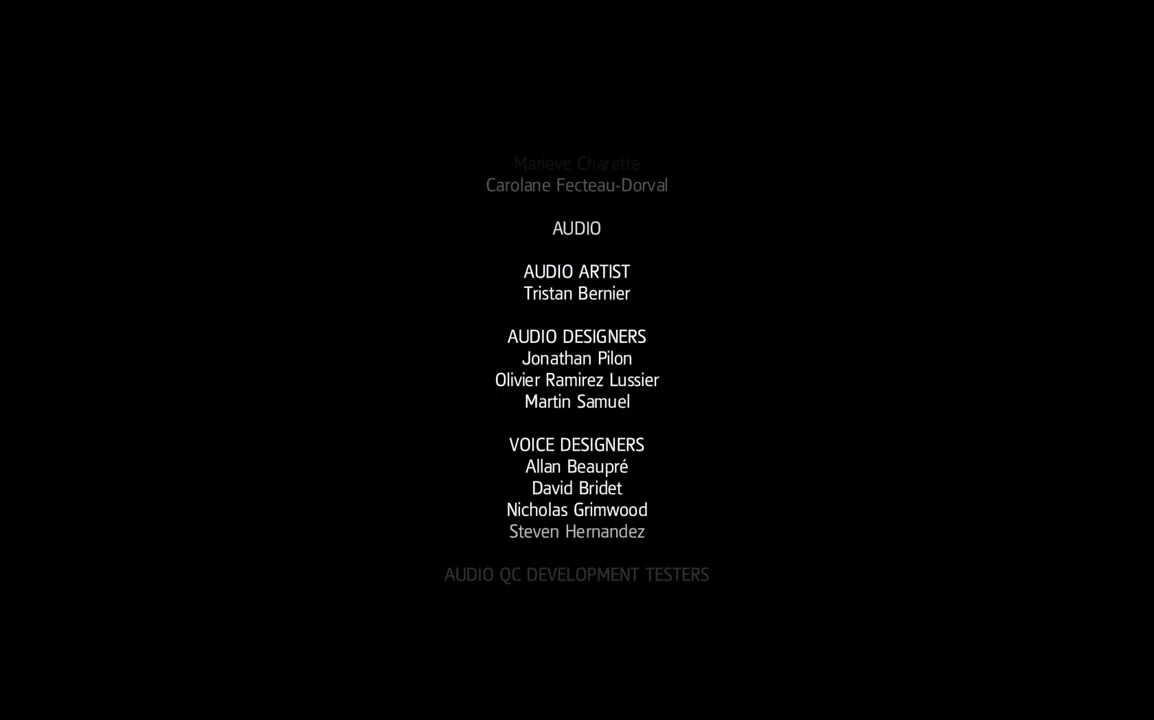 Marieve Charette
Carolane Fecteau-Dorval
AUDIO
AUDIO ARTIST
Tristan Bernier
AUDIO DESIGNERS
Jonathan Pilon
Olivier Ramirez Lussier
Martin Samuel
VOICE DESIGNERS
Allan Beaupré
David Bridet
Nicholas Grimwood
Steven Hernandez
AUDIO QC DEVELOPMENT TESTERS